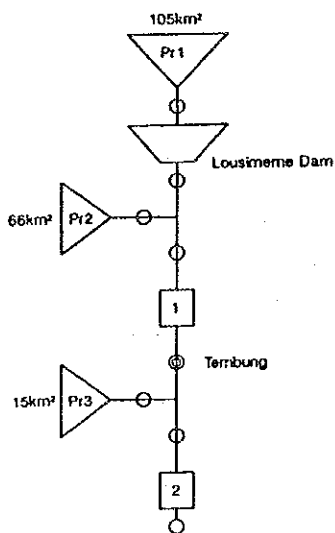 105km²
Pr1
Lousimeme Dam
66km²
Pr2
1
Tembung
15km²
Pr3
2